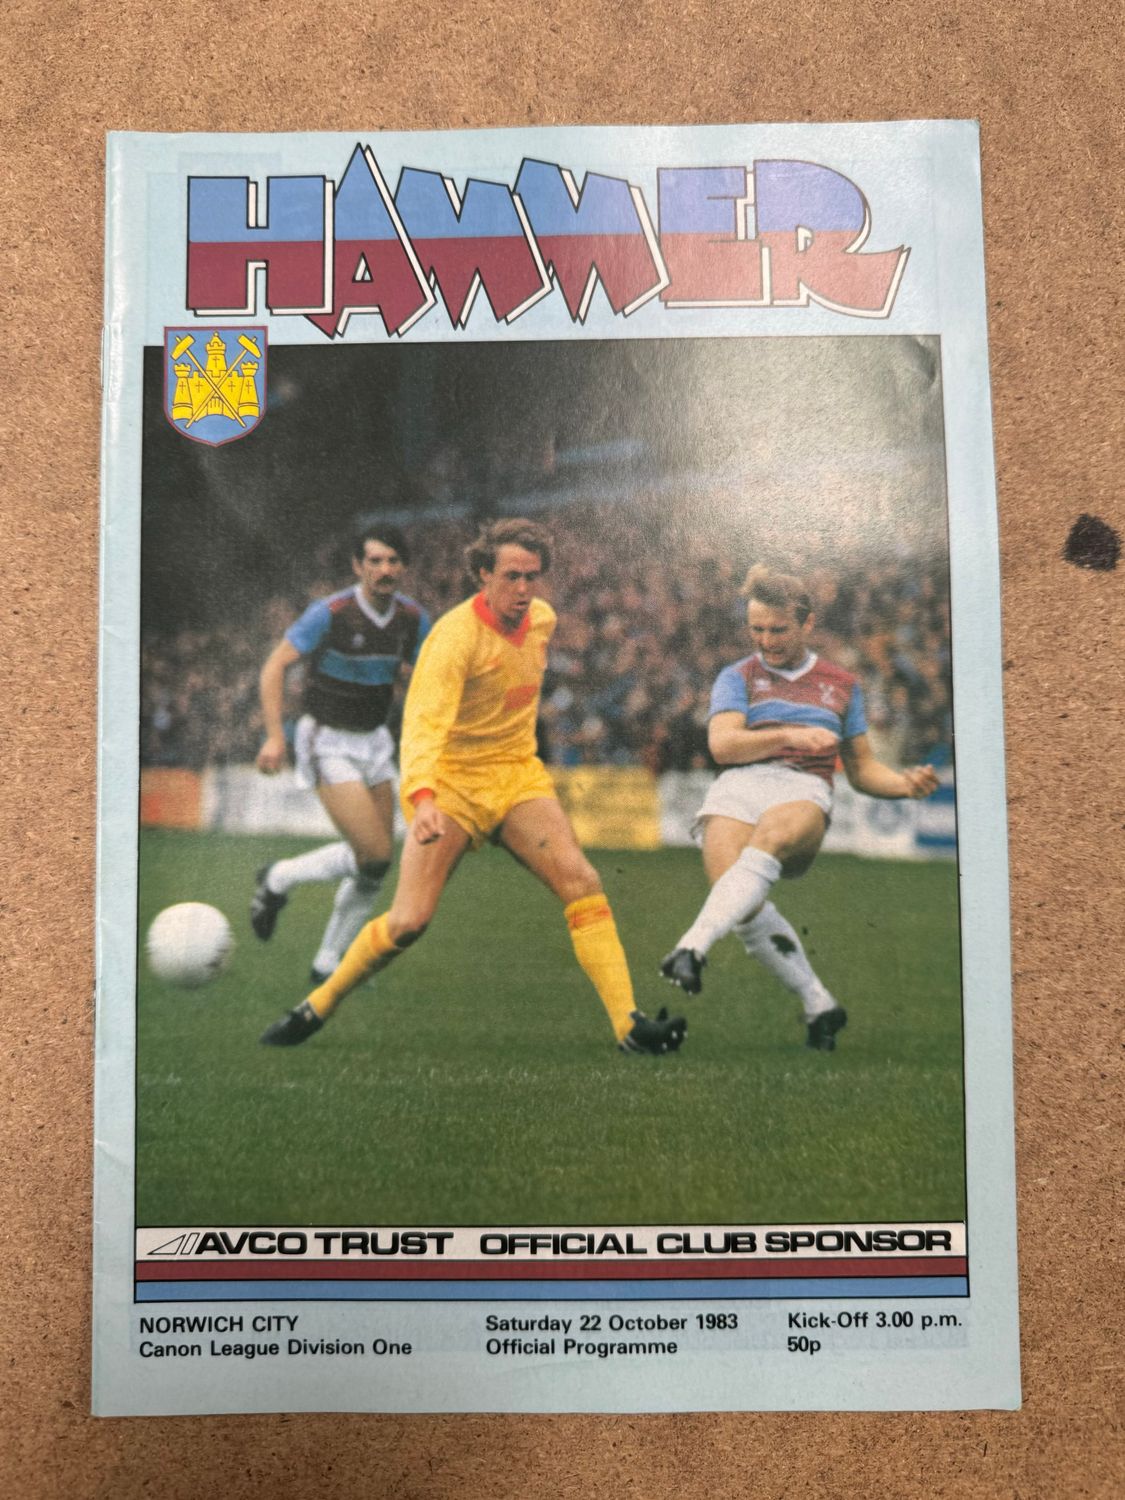 HAMMER
AVCO TRUST OFFICIAL CLUB SPONSOR
NORWICH CITY
Canon League Division One
Saturday 22 October 1983
Official Programme
Kick-Off 3.00 p.m.
50p